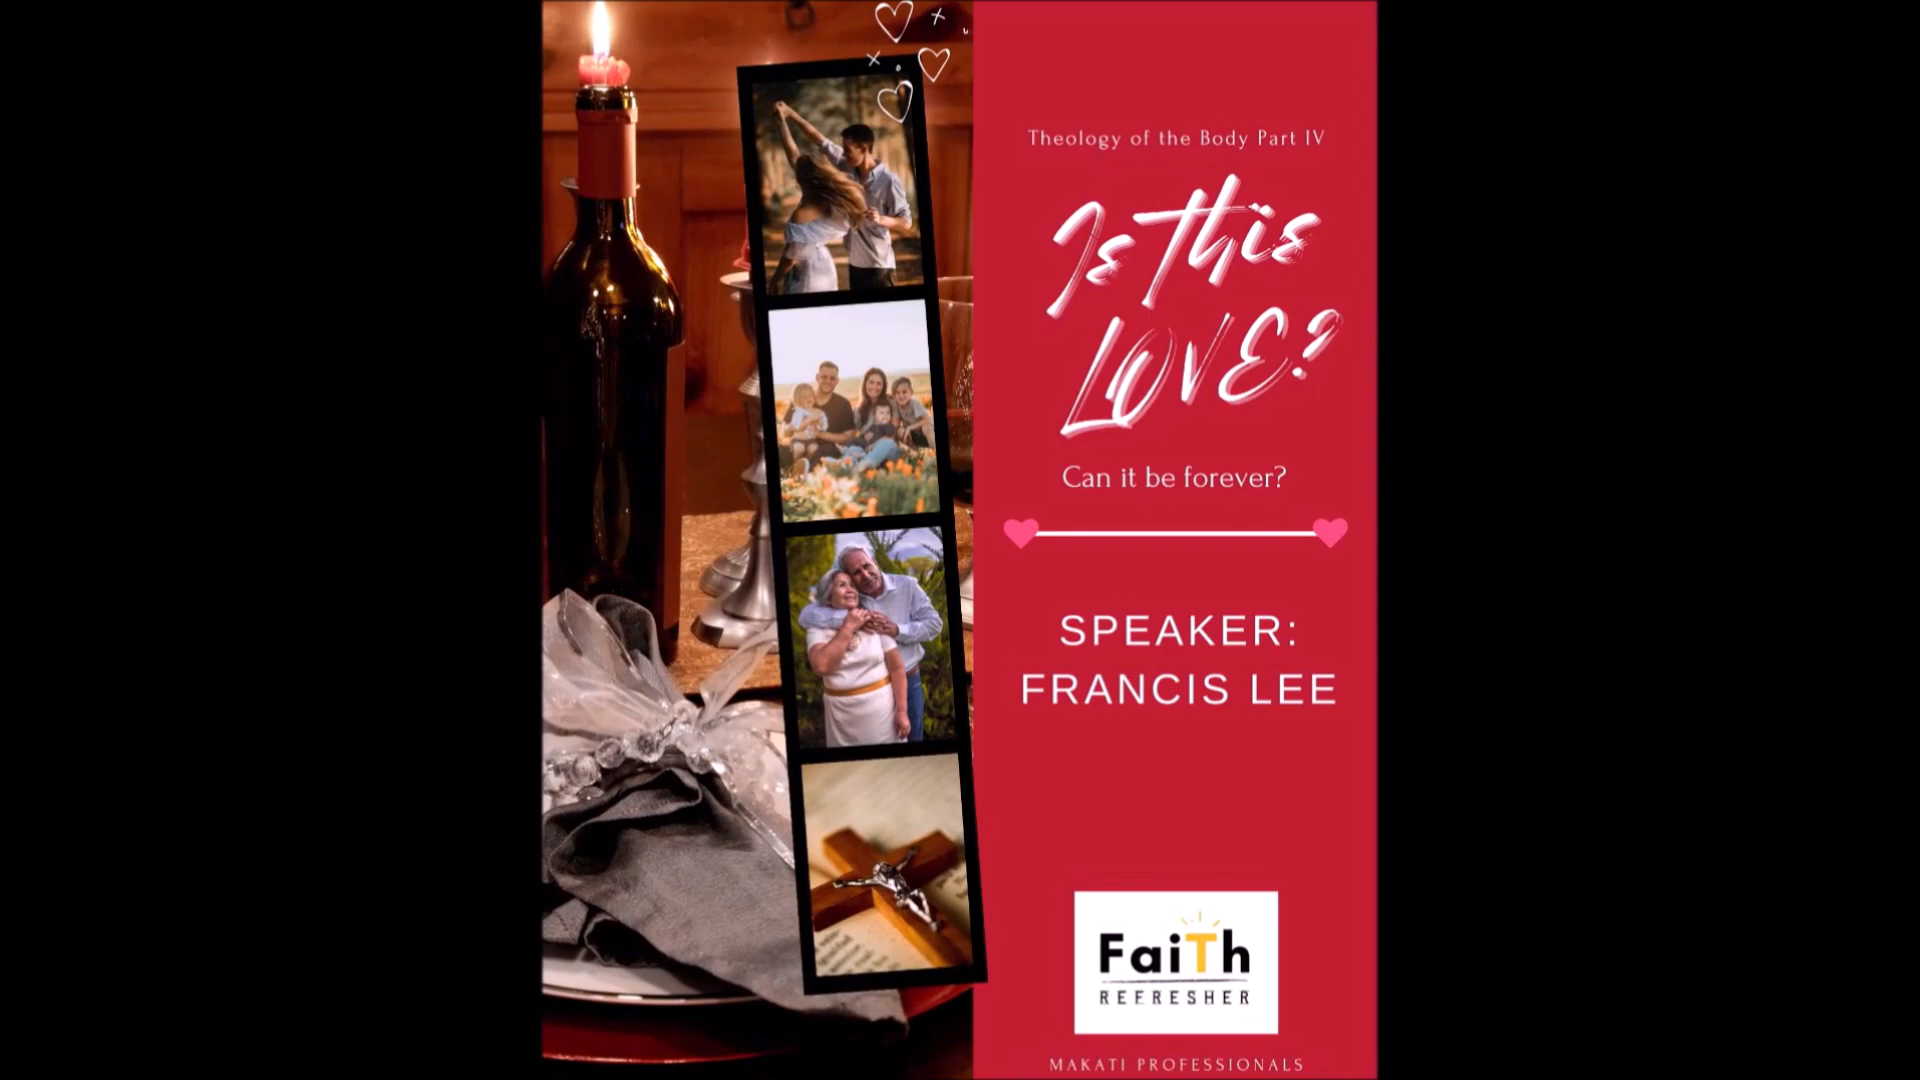 Theology of the Body Part IV
Is This
LOVE?
Can it be forever?
SPEAKER:
FRANCIS LEE
FaiTh
REFRESHER
MAKATI PROFESSIONALS